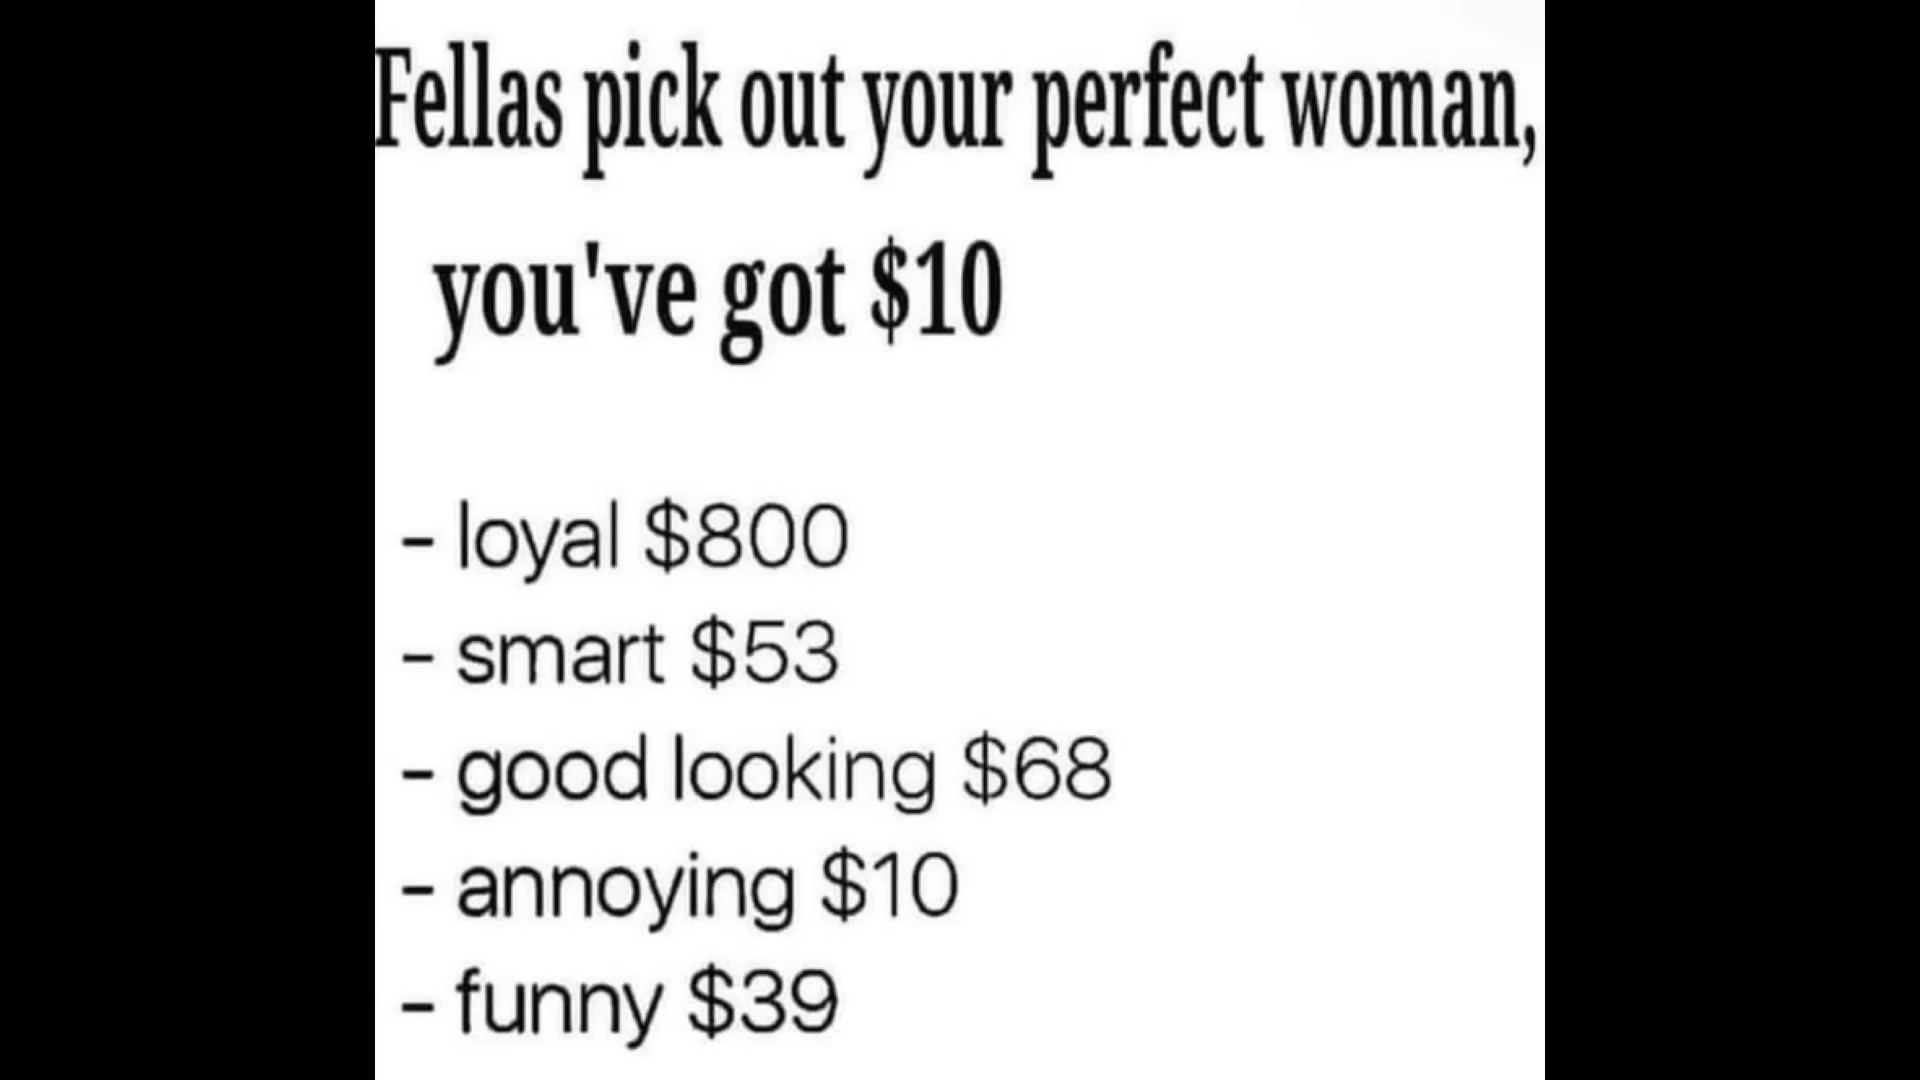 Fellas pick out your perfect woman,
you've got $10
- loyal $800
- smart $53
- good looking $68
- annoying $10
- funny $39